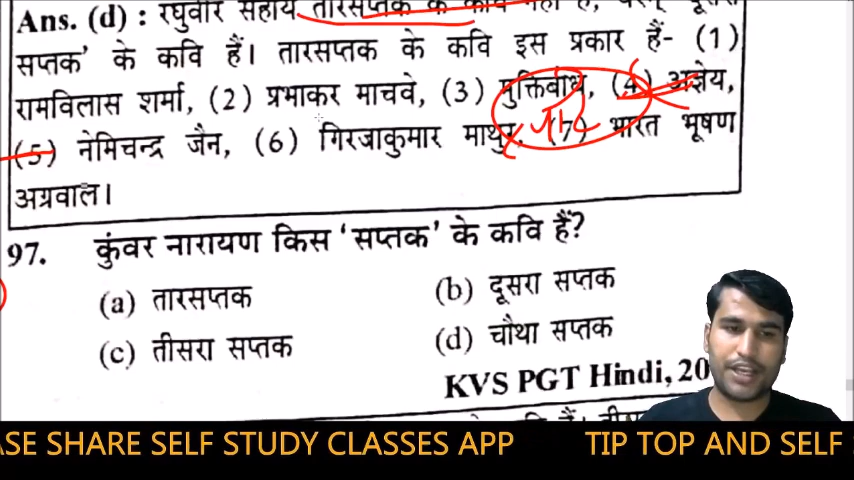 Ans. (d) : रघुवीर सहाय तारसप्तक के कवि नहीं हैं, वरन् दूसरा
सप्तक' के कवि हैं। तारसप्तक के कवि इस प्रकार हैं- (1)
रामविलास शर्मा, (2) प्रभाकर माचवे, (3) मुक्तिबोध, (4) अज्ञेय,
(5) नेमिचन्द्र जैन, (6) गिरजाकुमार माथुर, (7) भारत भूषण
अग्रवाल।
97. कुंवर नारायण किस 'सप्तक' के कवि हैं?
(a) तारसप्तक (b) दूसरा सप्तक
(c) तीसरा सप्तक (d) चौथा सप्तक
KVS PGT Hindi, 20
ASE SHARE SELF STUDY CLASSES APP TIP TOP AND SELF